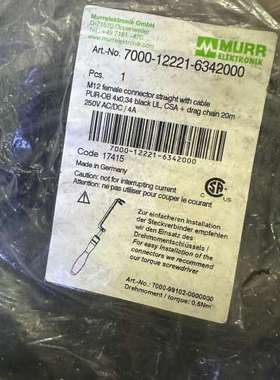 Murrelektronik GmbH
D-71570 Oppenweiler
MURR
ELEKTRONIK
Art.-No. 7000-12221-6342000
Pcs. 1
M12 female connector straight with cable
PUR-OB 4x0,34 black UL, CSA + drag chain 20m
250V AC/DC / 4A
7000-12221-6342000
Code 17415
Caution: not for interrupting current
Attention: ne pas utiliser pour couper le courant
Made in Germany
SA
Zur einfacheren Installation
der Steckverbinder empfehlen
wir den Einsatz des
Drehmomentschlüssels /
For easy Installation of the
connectors we recommend
our torque screwdriver
Art.-No.: 7000-99102-0000000
Drehmoment / torque: 0,6Nm